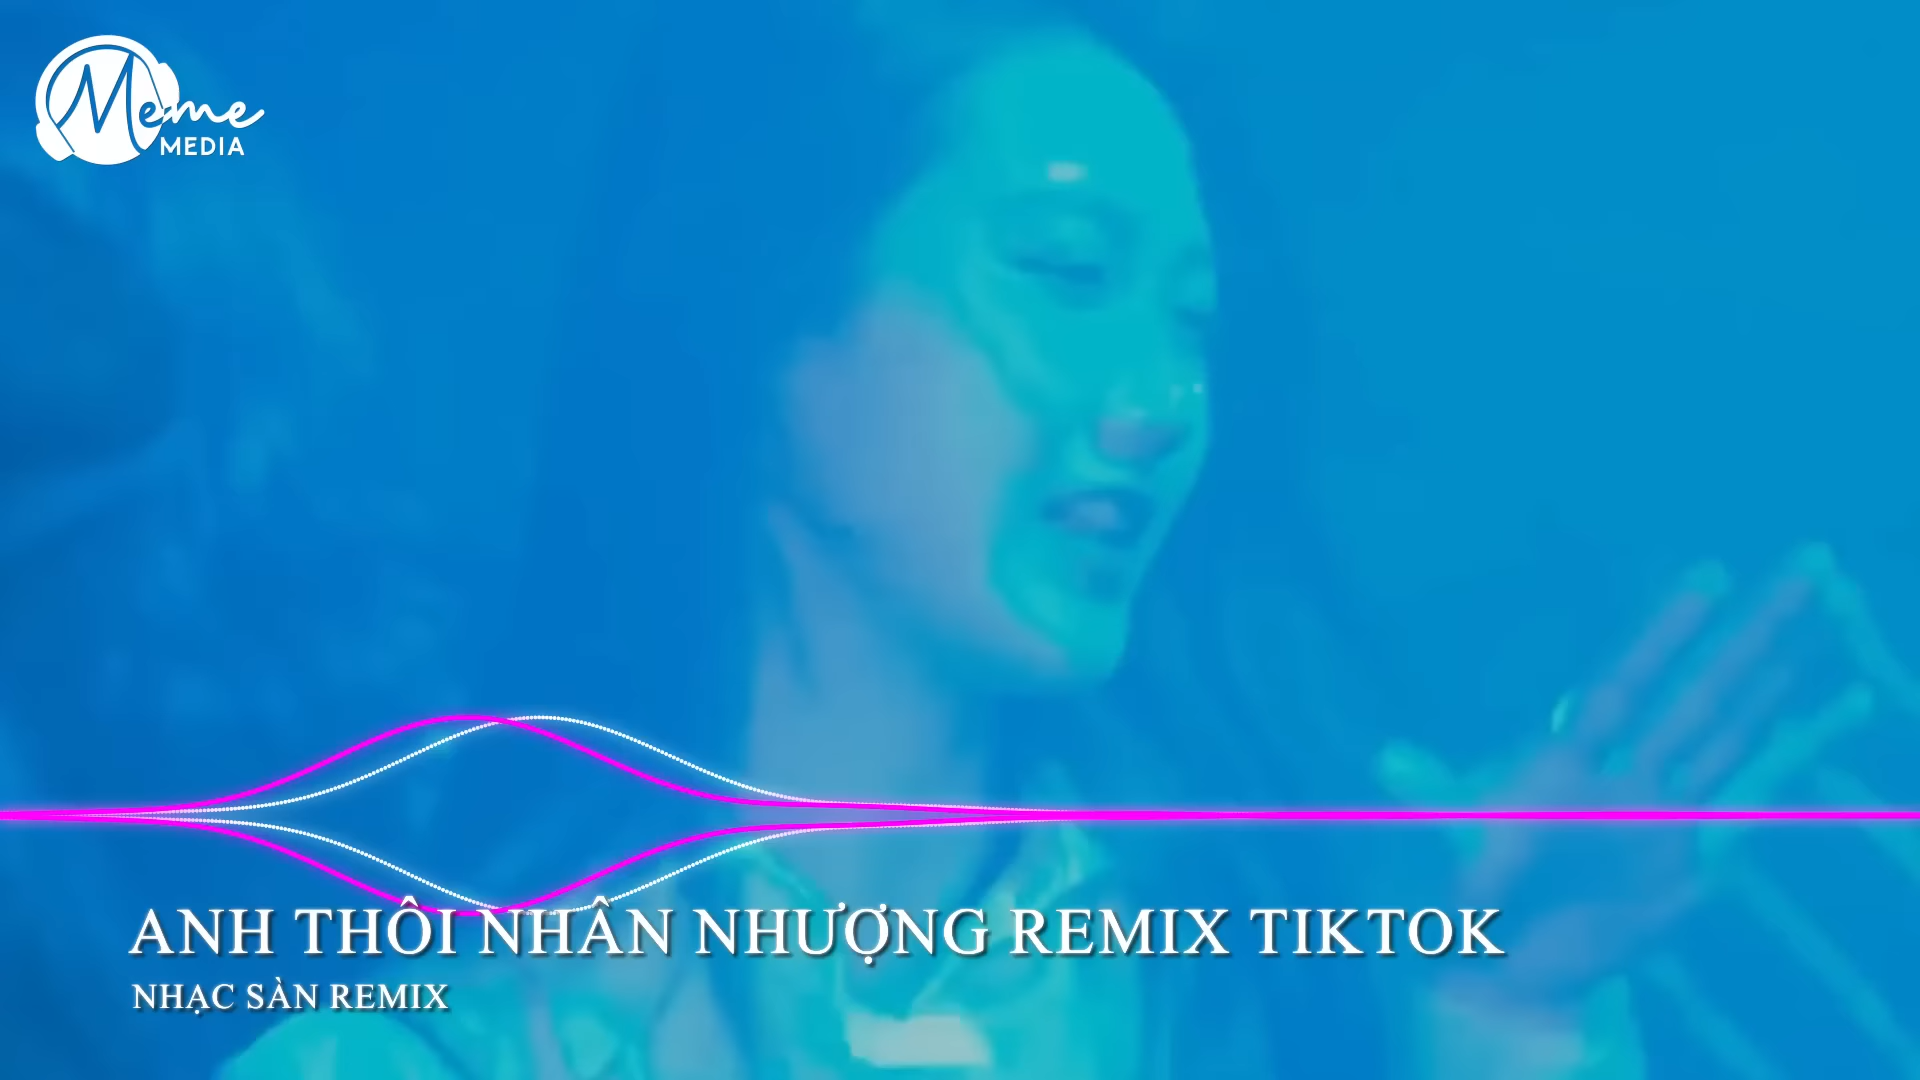 Meme
MEDIA
ANH THÔI NHÂN NHƯỢNG REMIX TIKTOK
NHẠC SÀN REMIX